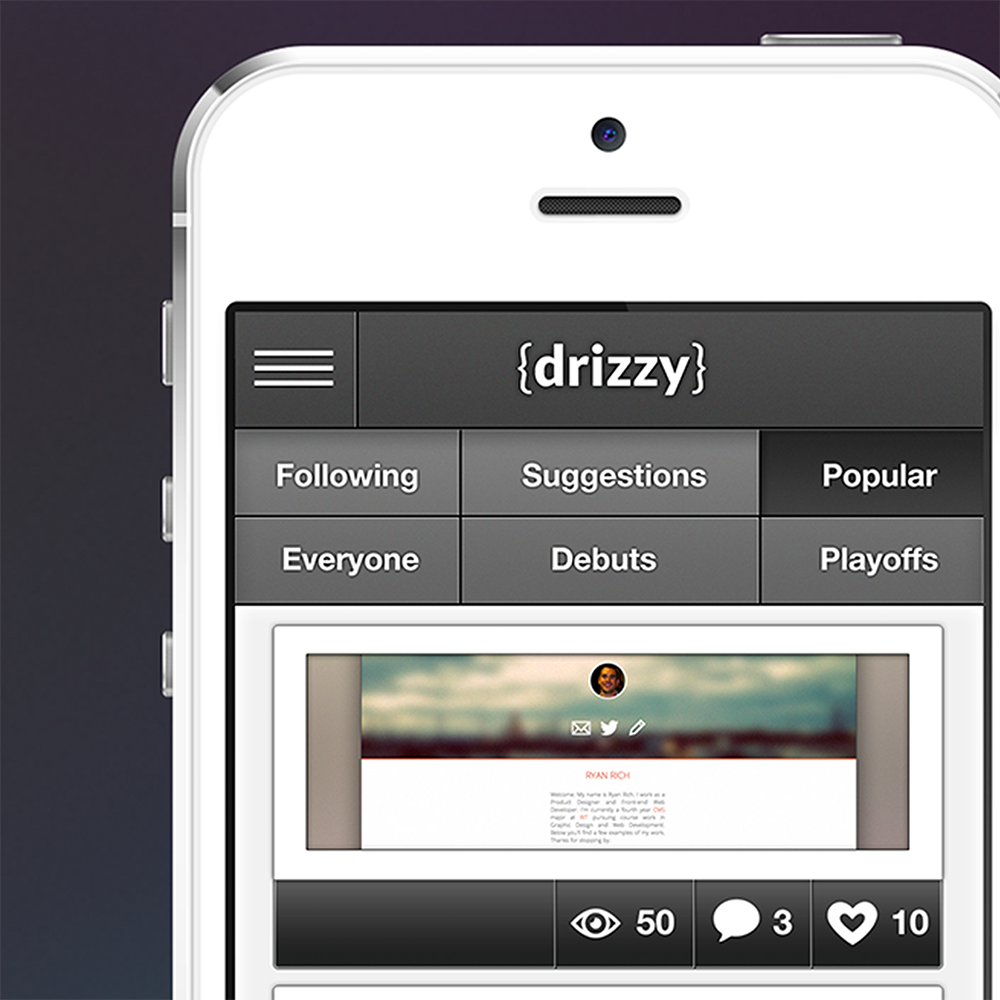 {drizzy}
Following Suggestions Popular
Everyone Debuts Playoffs
RYAN RICH
Welcome. My name is Ryan Rich, I work as a
Product Designer and Front-end Web
Developer. I'm currently a fourth year CMS
major at RIT pursuing course work in
Graphic Design and Web Development.
Below you'll find a few examples of my work.
Thanks for stopping by.
50 3 10